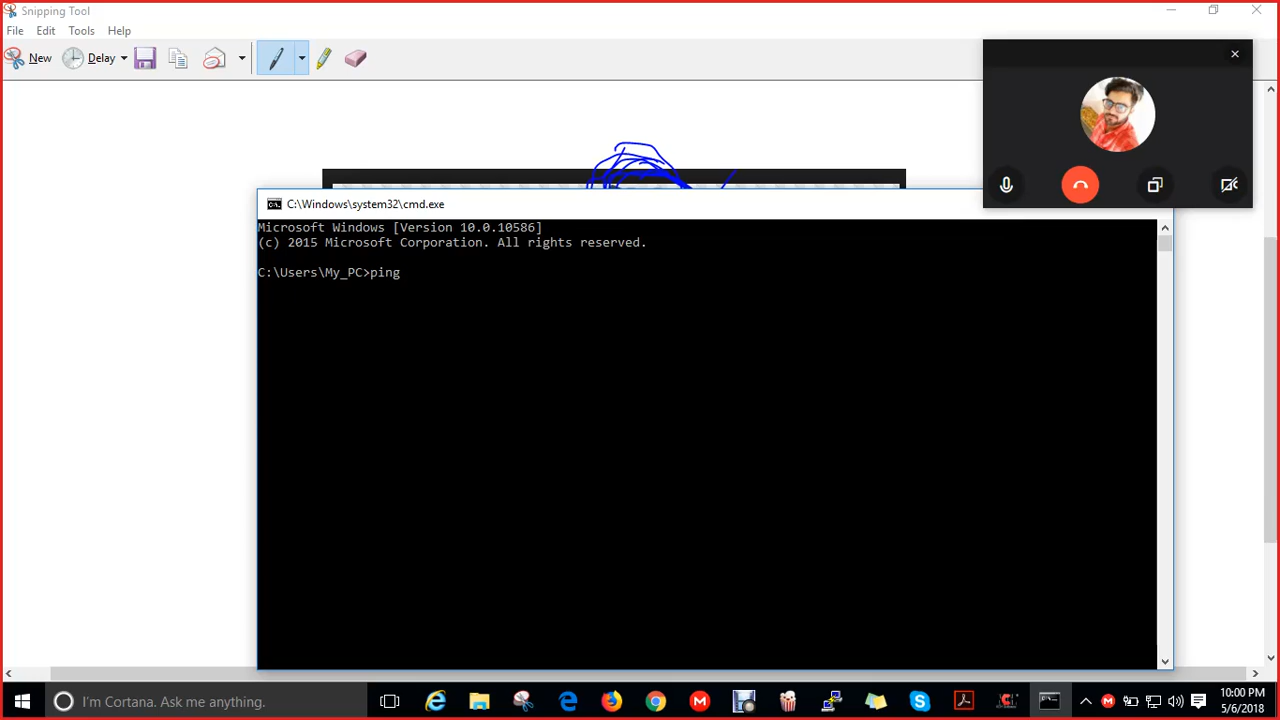 Snipping Tool
File Edit Tools Help
New Delay
C:\Windows\system32\cmd.exe
Microsoft Windows [Version 10.0.10586]
(c) 2015 Microsoft Corporation. All rights reserved.
C:\Users\My_PC>ping
I'm Cortana. Ask me anything.
10:00 PM
5/6/2018